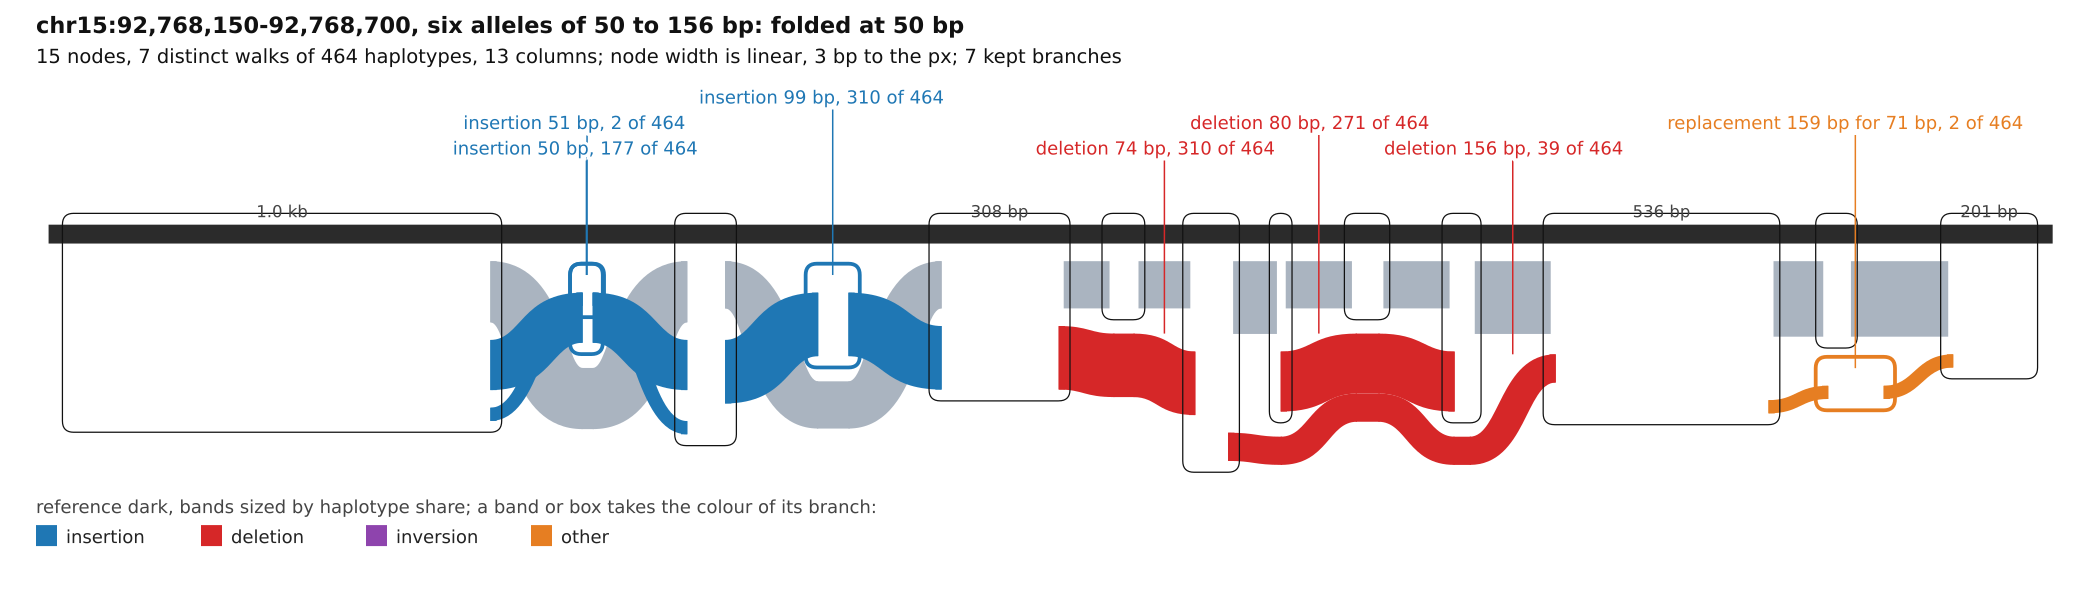 chr15:92,768,150-92,768,700, six alleles of 50 to 156 bp: folded at 50 bp
15 nodes, 7 distinct walks of 464 haplotypes, 13 columns; node width is linear, 3 bp to the px; 7 kept branches
insertion 99 bp, 310 of 464
insertion 51 bp, 2 of 464
deletion 80 bp, 271 of 464
replacement 159 bp for 71 bp, 2 of 464
insertion 50 bp, 177 of 464
deletion 74 bp, 310 of 464
deletion 156 bp, 39 of 464
1.0 kb
308 bp
536 bp
201 bp
reference dark, bands sized by haplotype share; a band or box takes the colour of its branch:
insertion
deletion
inversion
other